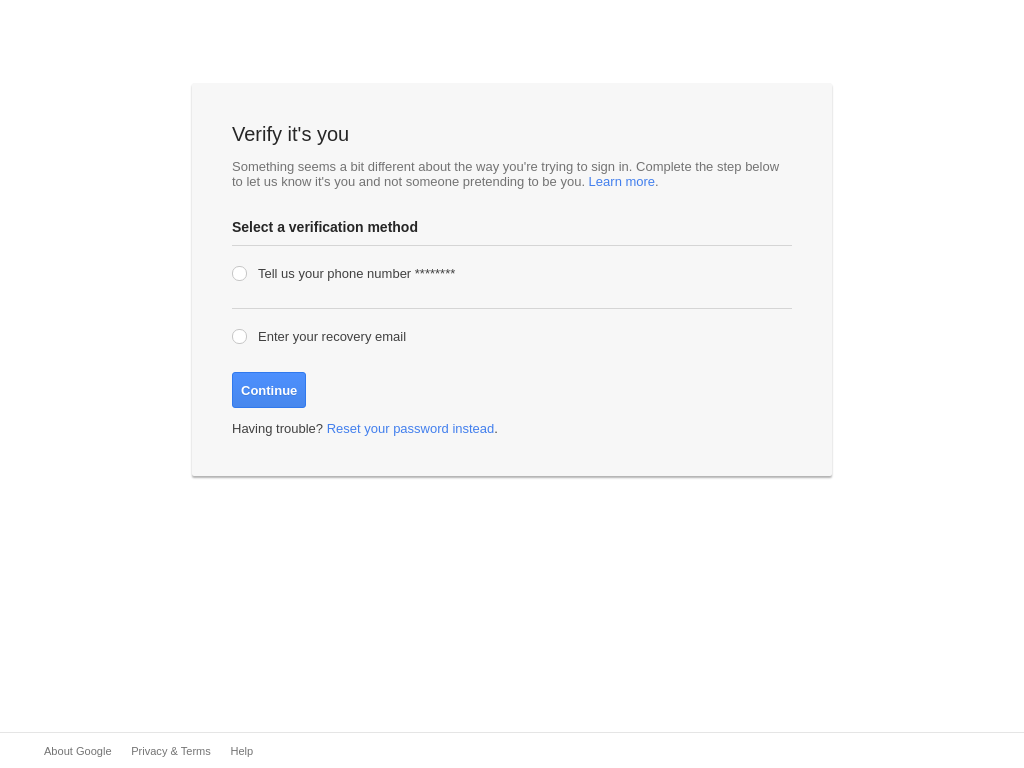 Verify it's you
Something seems a bit different about the way you're trying to sign in. Complete the step below
to let us know it's you and not someone pretending to be you. Learn more.
Select a verification method
Tell us your phone number ********
Enter your recovery email
Continue
Having trouble? Reset your password instead.
About Google Privacy & Terms Help